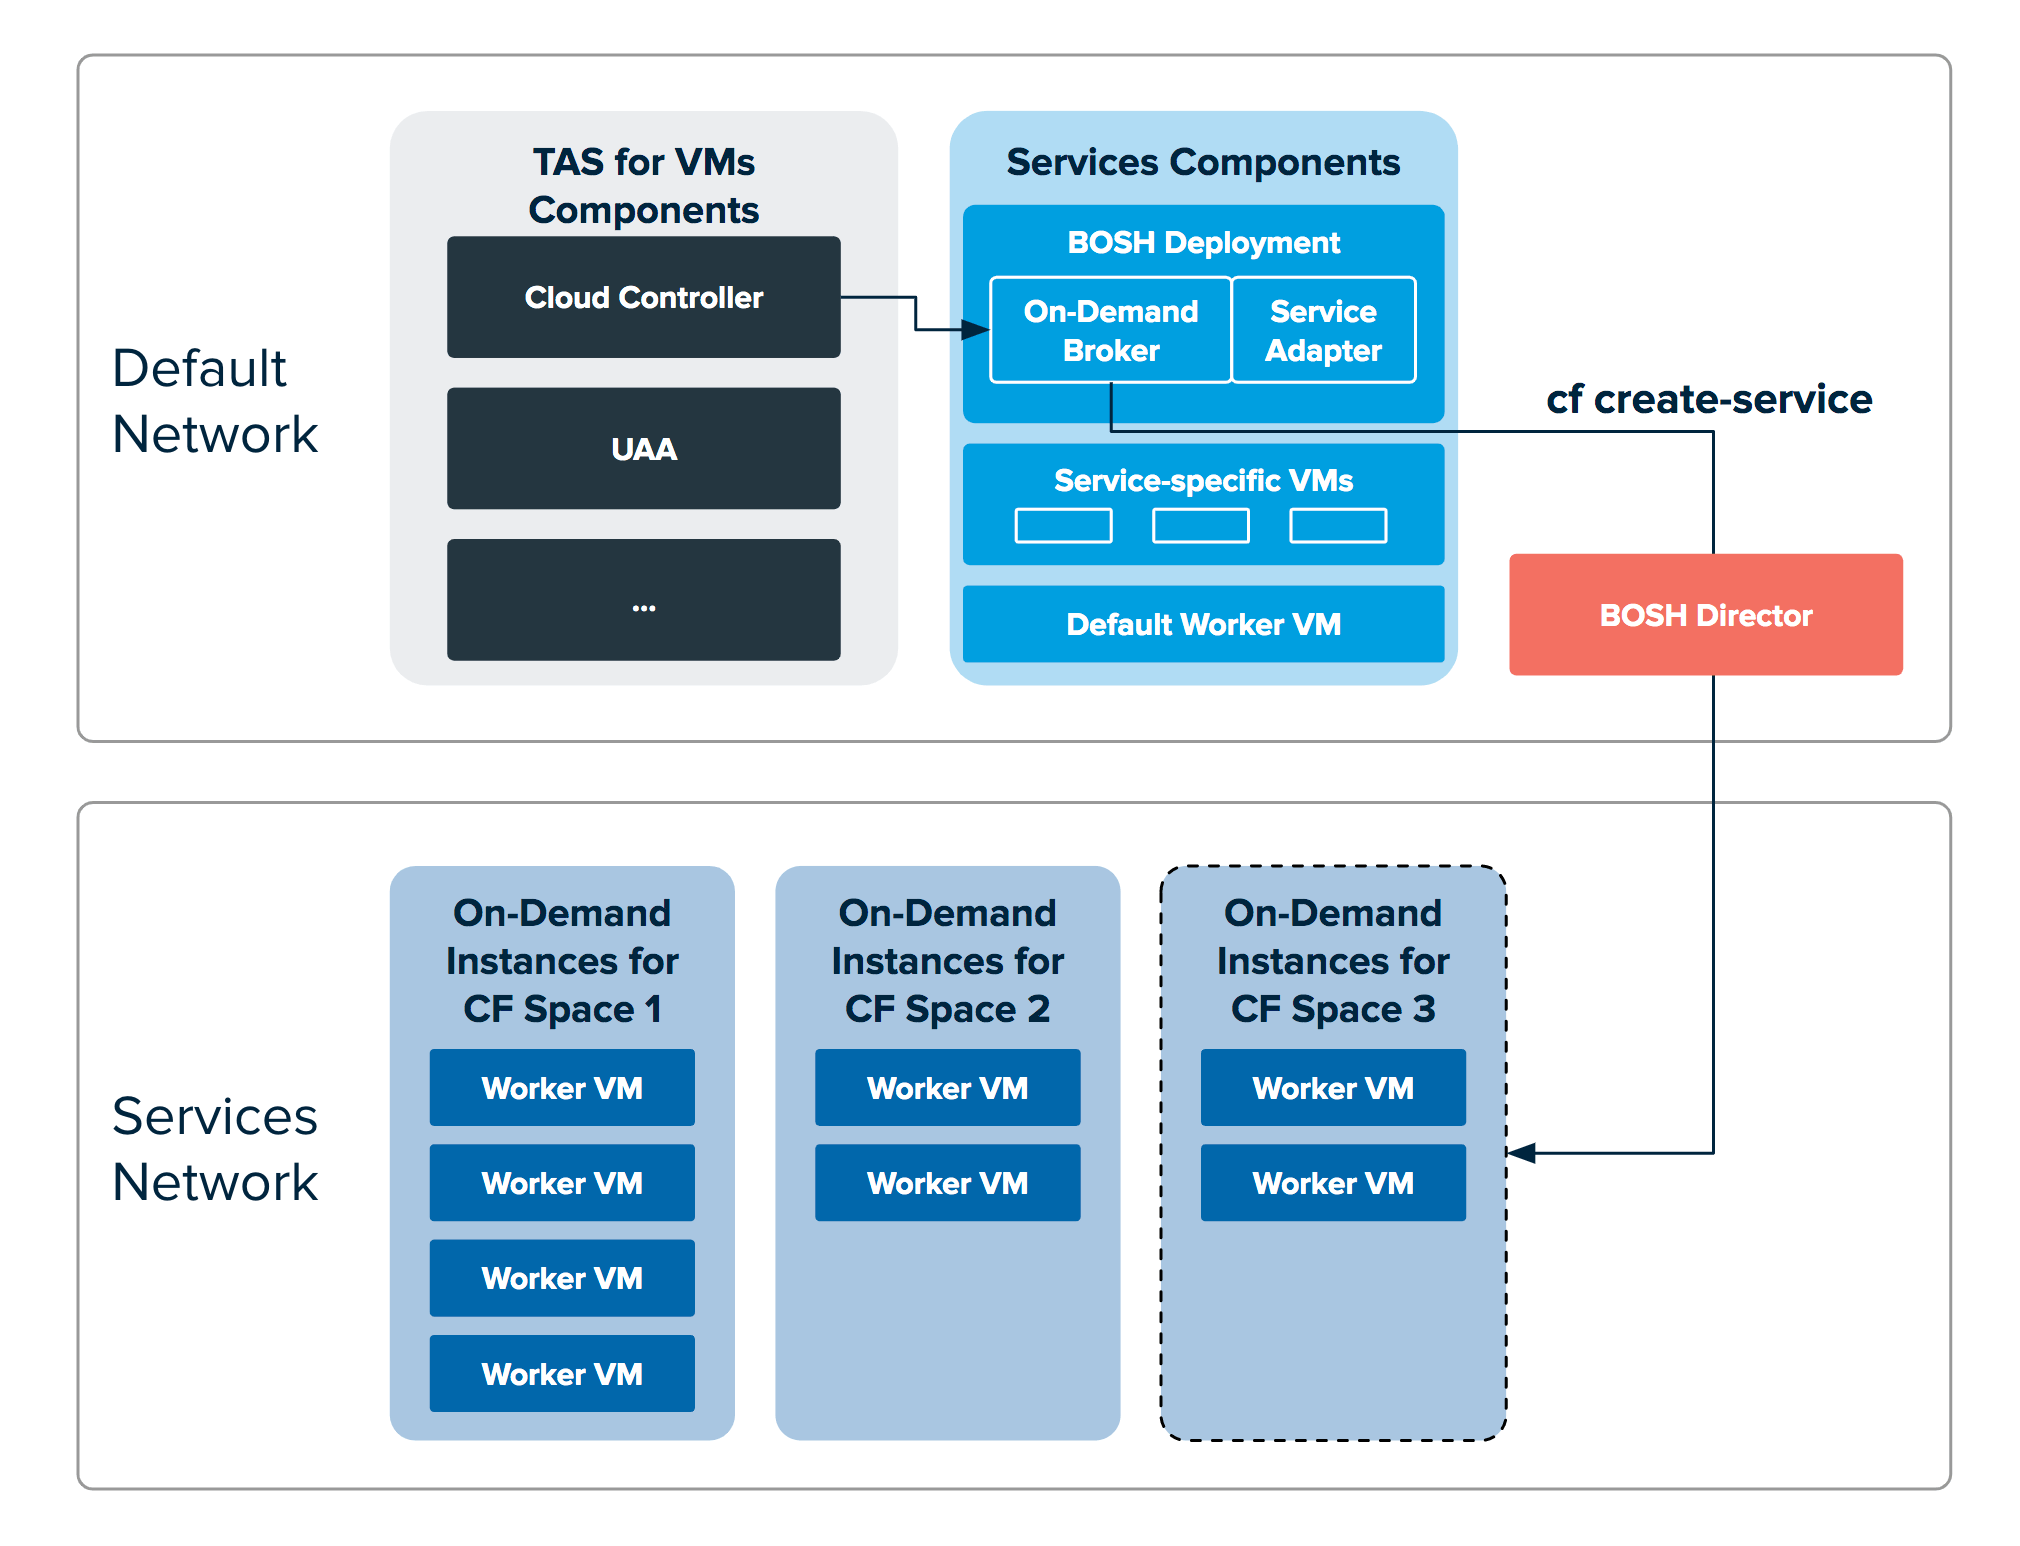 Default
Network
TAS for VMs
Components
Cloud Controller
UAA
...
Services Components
BOSH Deployment
On-Demand
Broker
Service
Adapter
Service-specific VMs
Default Worker VM
cf create-service
BOSH Director
Services
Network
On-Demand
Instances for
CF Space 1
Worker VM
Worker VM
Worker VM
Worker VM
On-Demand
Instances for
CF Space 2
Worker VM
Worker VM
On-Demand
Instances for
CF Space 3
Worker VM
Worker VM